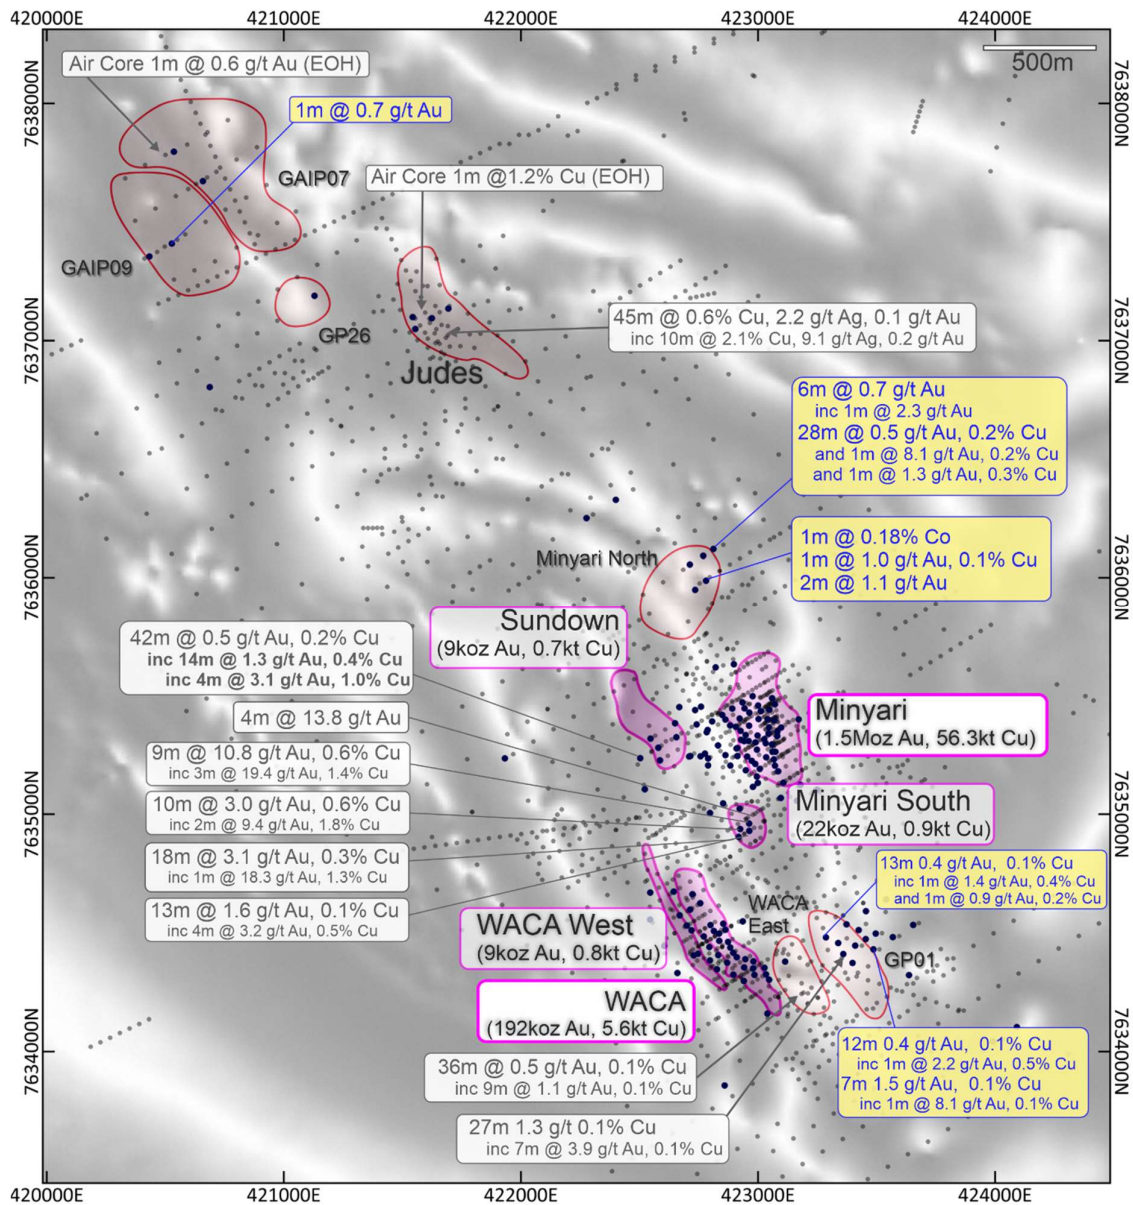 420000E
421000E
422000E
423000E
424000E
500m
7638000N
7637000N
7636000N
7635000N
7634000N
7638000N
7637000N
7636000N
7635000N
7634000N
Air Core 1m @ 0.6 g/t Au (EOH)
1m @ 0.7 g/t Au
GAIP07
Air Core 1m @1.2% Cu (EOH)
GAIP09
GP26
45m @ 0.6% Cu, 2.2 g/t Ag, 0.1 g/t Au
inc 10m @ 2.1% Cu, 9.1 g/t Ag, 0.2 g/t Au
Judes
6m @ 0.7 g/t Au
inc 1m @ 2.3 g/t Au
28m @ 0.5 g/t Au, 0.2% Cu
and 1m @ 8.1 g/t Au, 0.2% Cu
and 1m @ 1.3 g/t Au, 0.3% Cu
Minyari North
1m @ 0.18% Co
1m @ 1.0 g/t Au, 0.1% Cu
2m @ 1.1 g/t Au
Sundown
(9koz Au, 0.7kt Cu)
42m @ 0.5 g/t Au, 0.2% Cu
inc 14m @ 1.3 g/t Au, 0.4% Cu
inc 4m @ 3.1 g/t Au, 1.0% Cu
4m @ 13.8 g/t Au
Minyari
(1.5Moz Au, 56.3kt Cu)
9m @ 10.8 g/t Au, 0.6% Cu
inc 3m @ 19.4 g/t Au, 1.4% Cu
Minyari South
(22koz Au, 0.9kt Cu)
10m @ 3.0 g/t Au, 0.6% Cu
inc 2m @ 9.4 g/t Au, 1.8% Cu
18m @ 3.1 g/t Au, 0.3% Cu
inc 1m @ 18.3 g/t Au, 1.3% Cu
13m 0.4 g/t Au, 0.1% Cu
inc 1m @ 1.4 g/t Au, 0.4% Cu
and 1m @ 0.9 g/t Au, 0.2% Cu
13m @ 1.6 g/t Au, 0.1% Cu
inc 4m @ 3.2 g/t Au, 0.5% Cu
WACA
East
WACA West
(9koz Au, 0.8kt Cu)
GP01
WACA
(192koz Au, 5.6kt Cu)
12m 0.4 g/t Au, 0.1% Cu
inc 1m @ 2.2 g/t Au, 0.5% Cu
7m 1.5 g/t Au, 0.1% Cu
inc 1m @ 8.1 g/t Au, 0.1% Cu
36m @ 0.5 g/t Au, 0.1% Cu
inc 9m @ 1.1 g/t Au, 0.1% Cu
27m 1.3 g/t 0.1% Cu
inc 7m @ 3.9 g/t Au, 0.1% Cu
420000E
421000E
422000E
423000E
424000E